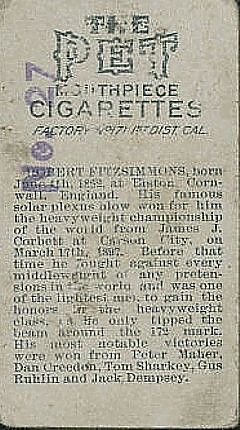 THE
PET
MOUTHPIECE
CIGARETTES
FACTORY No 171 1st DIST. CAL.
No 27
ROBERT FITZSIMMONS, born
June 4th, 1862, at Easton, Corn-
wall, England. His famous
solar plexus blow won for him
the heavyweight championship
of the world from James J.
Corbett at Carson City, on
March 17th, 1897. Before that
time he fought against every
middleweight of any preten-
sions in the world and was one
of the lightest men to gain the
honors in the heavyweight
class, as He only tipped the
beam around the 172 mark.
His most notable victories
were won from Peter Maher,
Dan Creedon, Tom Sharkey, Gus
Ruhlin and Jack Dempsey.